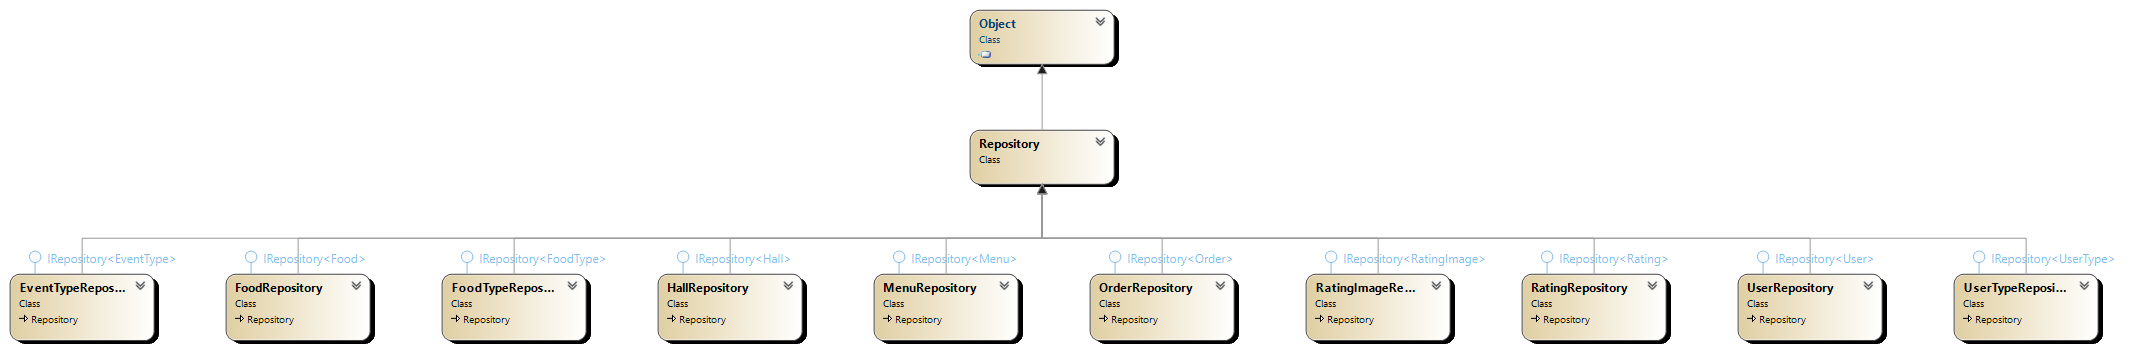 Object
Class
Repository
Class
IRepository<EventType>
IRepository<Food>
IRepository<FoodType>
IRepository<Hall>
IRepository<Menu>
IRepository<Order>
IRepository<RatingImage>
IRepository<Rating>
IRepository<User>
IRepository<UserType>
EventTypeRepos...
Class
Repository
FoodRepository
Class
Repository
FoodTypeRepos...
Class
Repository
HallRepository
Class
Repository
MenuRepository
Class
Repository
OrderRepository
Class
Repository
RatingImageRe...
Class
Repository
RatingRepository
Class
Repository
UserRepository
Class
Repository
UserTypeReposi...
Class
Repository